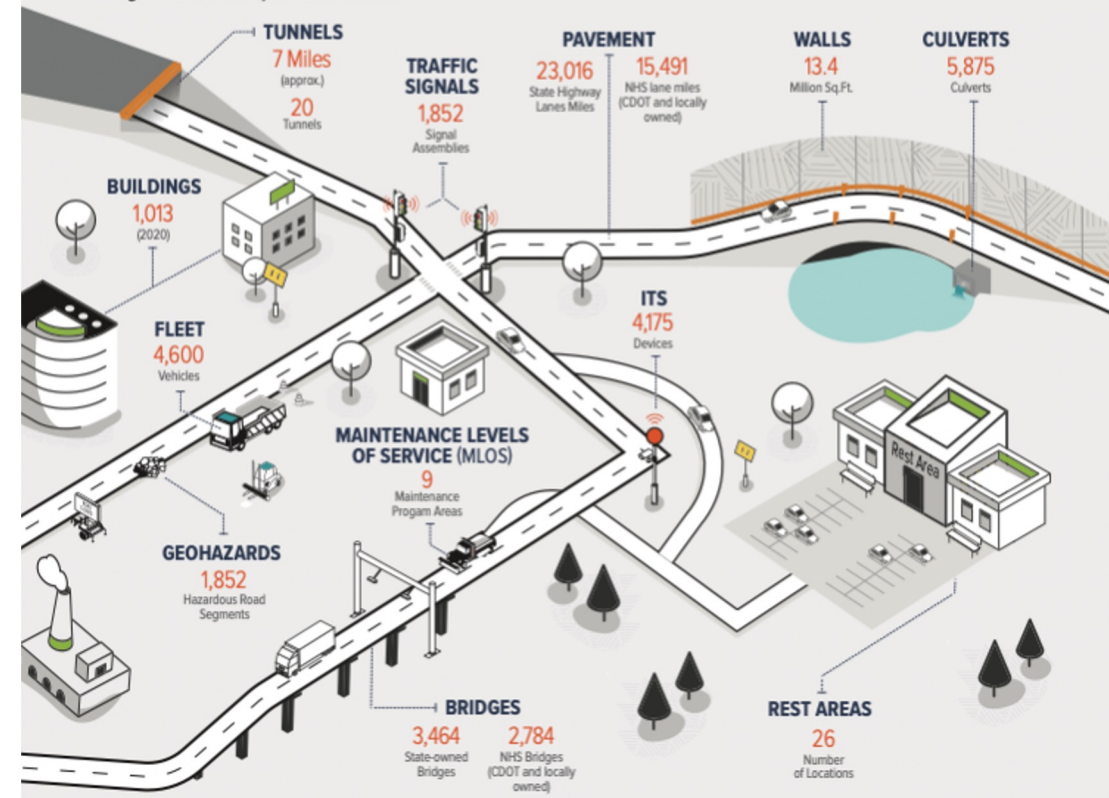 TUNNELS
7 Miles
(approx.)
20
Tunnels
TRAFFIC
SIGNALS
1,852
Signal
Assemblies
PAVEMENT
23,016
State Highway
Lanes Miles
15,491
NHS lane miles
(CDOT and locally
owned)
WALLS
13.4
Million Sq.Ft.
CULVERTS
5,875
Culverts
BUILDINGS
1,013
(2020)
ITS
4,175
Devices
FLEET
4,600
Vehicles
MAINTENANCE LEVELS
OF SERVICE (MLOS)
9
Maintenance
Progam Areas
Rest Area
GEOHAZARDS
1,852
Hazardous Road
Segments
BRIDGES
3,464
State-owned
Bridges
2,784
NHS Bridges
(CDOT and locally
owned)
REST AREAS
26
Number
of Locations